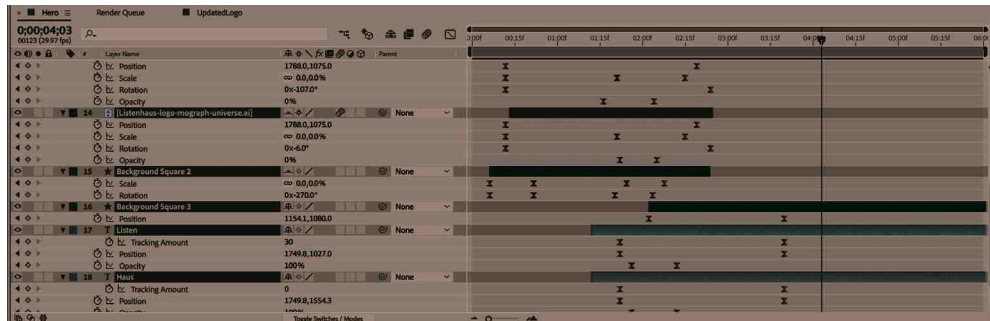 × Hero Render Queue UpdatedLogo
0;00;04;03
00123 (29.97 fps)
0:00f 00:15f 01:00f 01:15f 02:00f 02:15f 03:00f 03:15f 04:00f 04:15f 05:00f 05:15f 06:00f
# Layer Name fx Parent
Position 1788.0,1075.0
Scale 0.0,0.0%
Rotation 0x-107.0°
Opacity 0%
14 [Listenhaus-logo-mograph-universe.ai] None
Position 1788.0,1075.0
Scale 0.0,0.0%
Rotation 0x-6.0°
Opacity 0%
15 Background Square 2 None
Scale 0.0,0.0%
Rotation 0x-270.0°
16 Background Square 3 None
Position 1154.1,1080.0
17 T Listen None
Tracking Amount 30
Position 1749.8,1027.0
Opacity 100%
18 T Haus None
Tracking Amount 0
Position 1749.8,1554.3
Toggle Switches / Modes